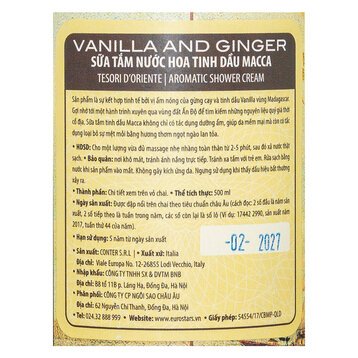 VANILLA AND GINGER
SỮA TẮM NƯỚC HOA TINH DẦU MACCA
TESORI D'ORIENTE | AROMATIC SHOWER CREAM
Sản phẩm là sự kết hợp tinh tế bởi vị ấm nóng của gừng cay và tinh dầu Vanilla vùng Madagascar.
Gợi nhớ tới một hành trình xuyên qua vùng đất Ấn Độ để tìm kiếm những nguyên liệu quý giá nơi
cổ đại. Sữa tắm tinh dầu Macca không chỉ có tác dụng dưỡng ẩm, giúp da mềm mại mà còn có tác
dụng loại bỏ sự mệt mỏi bằng hương thơm ngọt ngào lan tỏa.
• HDSD: Cho một lượng vừa đủ massage nhẹ nhàng toàn thân từ 2-5 phút, sau đó xả nước thật
sạch. • Bảo quản: nơi khô mát, tránh ánh nắng trực tiếp. Tránh xa tầm với trẻ em. Rửa sạch bằng
nước khi sản phẩm dính vào mắt. Không gây kích ứng da. Ngưng sử dụng khi thấy dấu hiệu bất thường
xảy ra.
• Thành phần: Chi tiết xem trên vỏ chai. • Thể tích thực: 500 ml
• Ngày sản xuất: Được dập nổi trên chai theo tiêu chuẩn châu Âu (cách đọc: 2 số đầu là năm sản
xuất, 2 số tiếp theo là tuần trong năm, các số còn lại là số lô (Ví dụ: 17442 2990, sản xuất năm
2017, tuần thứ 44 của năm).
• Hạn sử dụng: 5 năm từ ngày sản xuất
-02- 2027
• Sản xuất: CONTER S.R.L | Xuất xứ: Italia
Địa chỉ: Viale Europa No. 12-26855 Lodi Vecchio, Italy
• Nhập khẩu: CÔNG TY TNHH SX & DVTM BNB
Địa chỉ: 88 tổ 11B p. Láng Hạ, Đống Đa, Hà Nội
• Phân phối: CÔNG TY CP NGÔI SAO CHÂU ÂU
Địa chỉ: 62 Nguyễn Chí Thanh, Đống Đa, Hà Nội
• Tel: 024.32 888 999 • Website: www.eurostars.vn • Giấy phép: 54554/17/CBMP-QLD